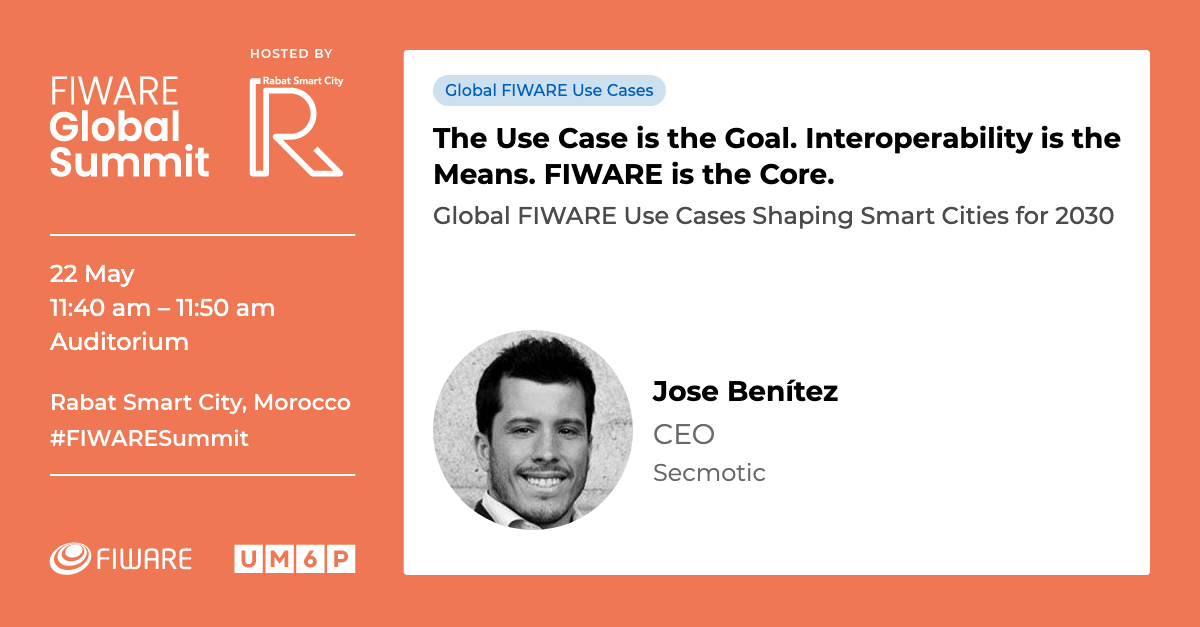 HOSTED BY
FIWARE
Global
Summit
Rabat Smart City
R
22 May
11:40 am – 11:50 am
Auditorium
Rabat Smart City, Morocco
#FIWARESummit
FIWARE
UM6P
Global FIWARE Use Cases
The Use Case is the Goal. Interoperability is the
Means. FIWARE is the Core.
Global FIWARE Use Cases Shaping Smart Cities for 2030
Jose Benítez
CEO
Secmotic